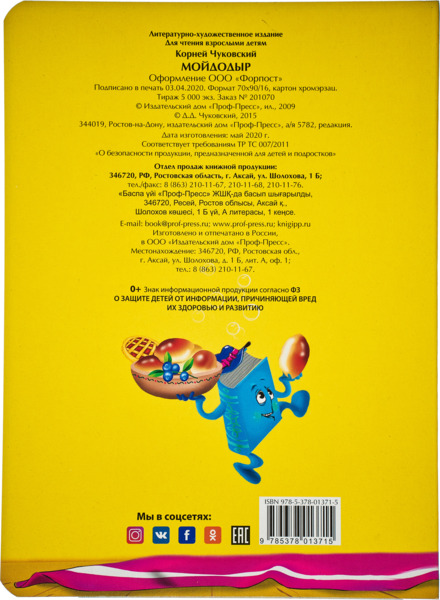 Литературно-художественное издание
Для чтения взрослыми детям
Корней Чуковский
МОЙДОДЫР
Оформление ООО «Форпост»
Подписано в печать 03.04.2020. Формат 70х90/16, картон хромэрзац.
Тираж 5 000 экз. Заказ № 201070
© Издательский дом «Проф-Пресс», ил., 2009
© Д.Д. Чуковский, 2015
344019, Ростов-на-Дону, издательский дом «Проф-Пресс», а/я 5782, редакция.
Дата изготовления: май 2020 г.
Соответствует требованиям ТР ТС 007/2011
«О безопасности продукции, предназначенной для детей и подростков»
Отдел продаж книжной продукции:
346720, РФ, Ростовская область, г. Аксай, ул. Шолохова, 1 Б;
тел./факс: 8 (863) 210-11-67, 210-11-68, 210-11-76.
«Баспа үйі «Проф-Пресс» ЖШҚ-да басып шығарылды,
346720, Ресей, Ростов облысы, Аксай қ.,
Шолохов көшесі, 1 Б үй, А литерасы, 1 кеңсе.
E-mail: book@prof-press.ru, www.prof-press.ru, knigipp.ru
Изготовлено и отпечатано в России,
в ООО «Издательский дом «Проф-Пресс».
Местонахождение: 346720, РФ, Ростовская обл.,
г. Аксай, ул. Шолохова, д. 1 Б, лит. А, оф. 1;
тел.: 8 (863) 210-11-67.
0+ Знак информационной продукции согласно ФЗ
О ЗАЩИТЕ ДЕТЕЙ ОТ ИНФОРМАЦИИ, ПРИЧИНЯЮЩЕЙ ВРЕД
ИХ ЗДОРОВЬЮ И РАЗВИТИЮ
ISBN 978-5-378-01371-5
9 785378 013715
Мы в соцсетях:
EAC